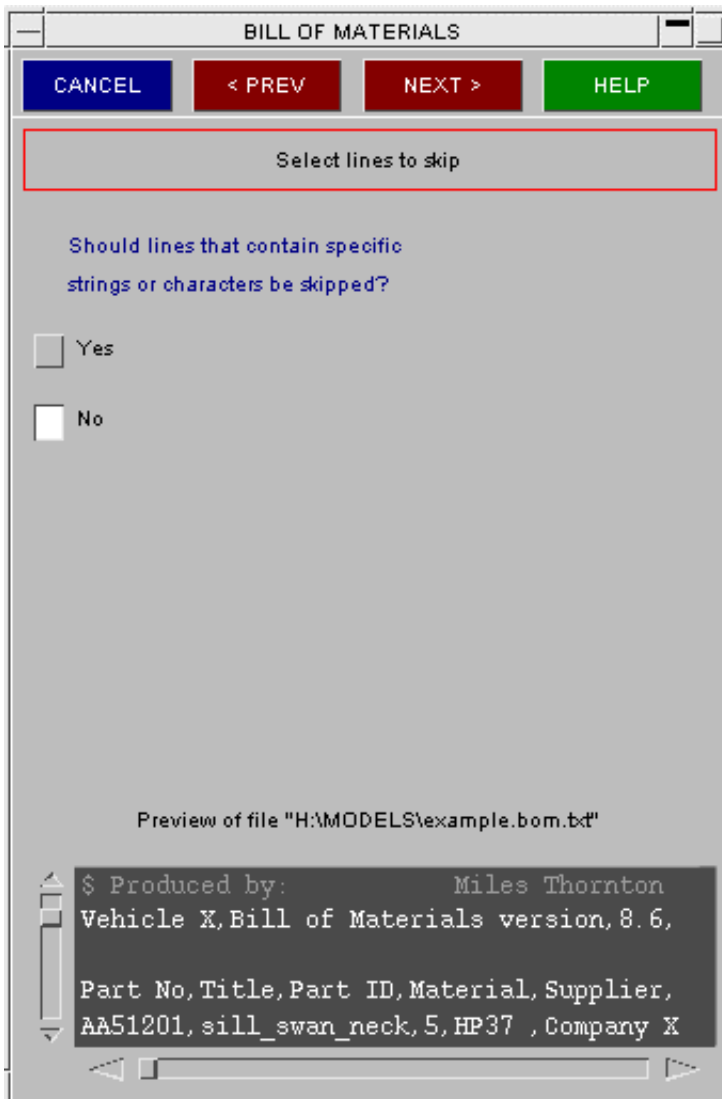 BILL OF MATERIALS
CANCEL < PREV NEXT > HELP
Select lines to skip
Should lines that contain specific
strings or characters be skipped?
Yes
No
Preview of file "H:\MODELS\example.bom.txt"
$ Produced by: Miles Thornton
Vehicle X,Bill of Materials version,8.6,
Part No,Title,Part ID,Material,Supplier,
AA51201,sill_swan_neck,5,HP37 ,Company X